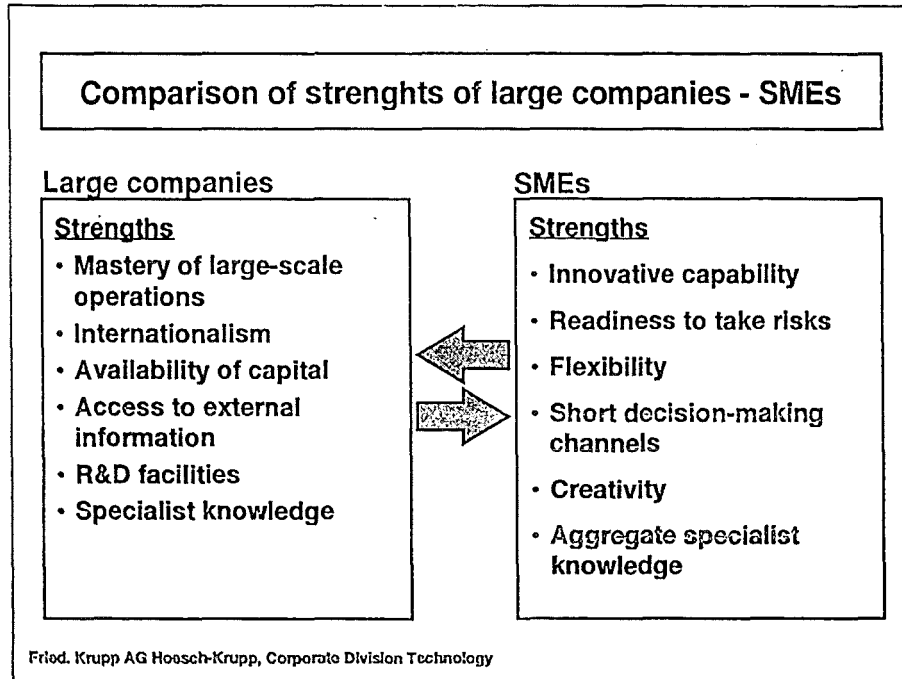 Comparison of strenghts of large companies - SMEs
Large companies
Strengths
• Mastery of large-scale
operations
• Internationalism
• Availability of capital
• Access to external
information
• R&D facilities
• Specialist knowledge
SMEs
Strengths
• Innovative capability
• Readiness to take risks
• Flexibility
• Short decision-making
channels
• Creativity
• Aggregate specialist
knowledge
Fried. Krupp AG Hoesch-Krupp, Corporate Division Technology